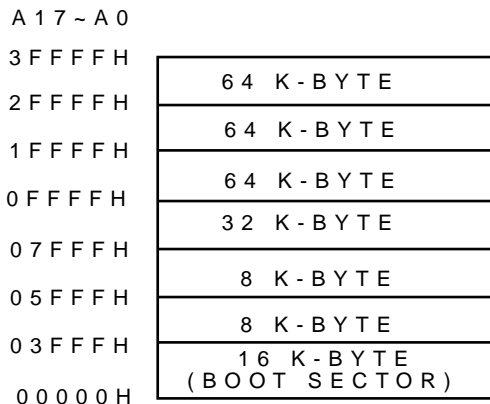 A17~A0
3FFFFH
64 K-BYTE
2FFFFH
64 K-BYTE
1FFFFH
64 K-BYTE
0FFFFH
32 K-BYTE
07FFFH
8 K-BYTE
05FFFH
8 K-BYTE
03FFFH
16 K-BYTE
(BOOT SECTOR)
00000H